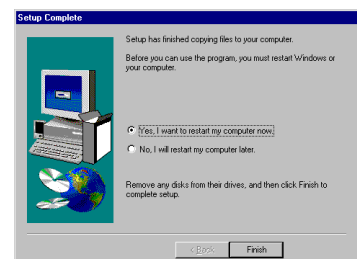 Setup Complete
Setup has finished copying files to your computer.
Before you can use the program, you must restart Windows or
your computer.
Yes, I want to restart my computer now.
No, I will restart my computer later.
Remove any disks from their drives, and then click Finish to
complete setup.
< Back
Finish